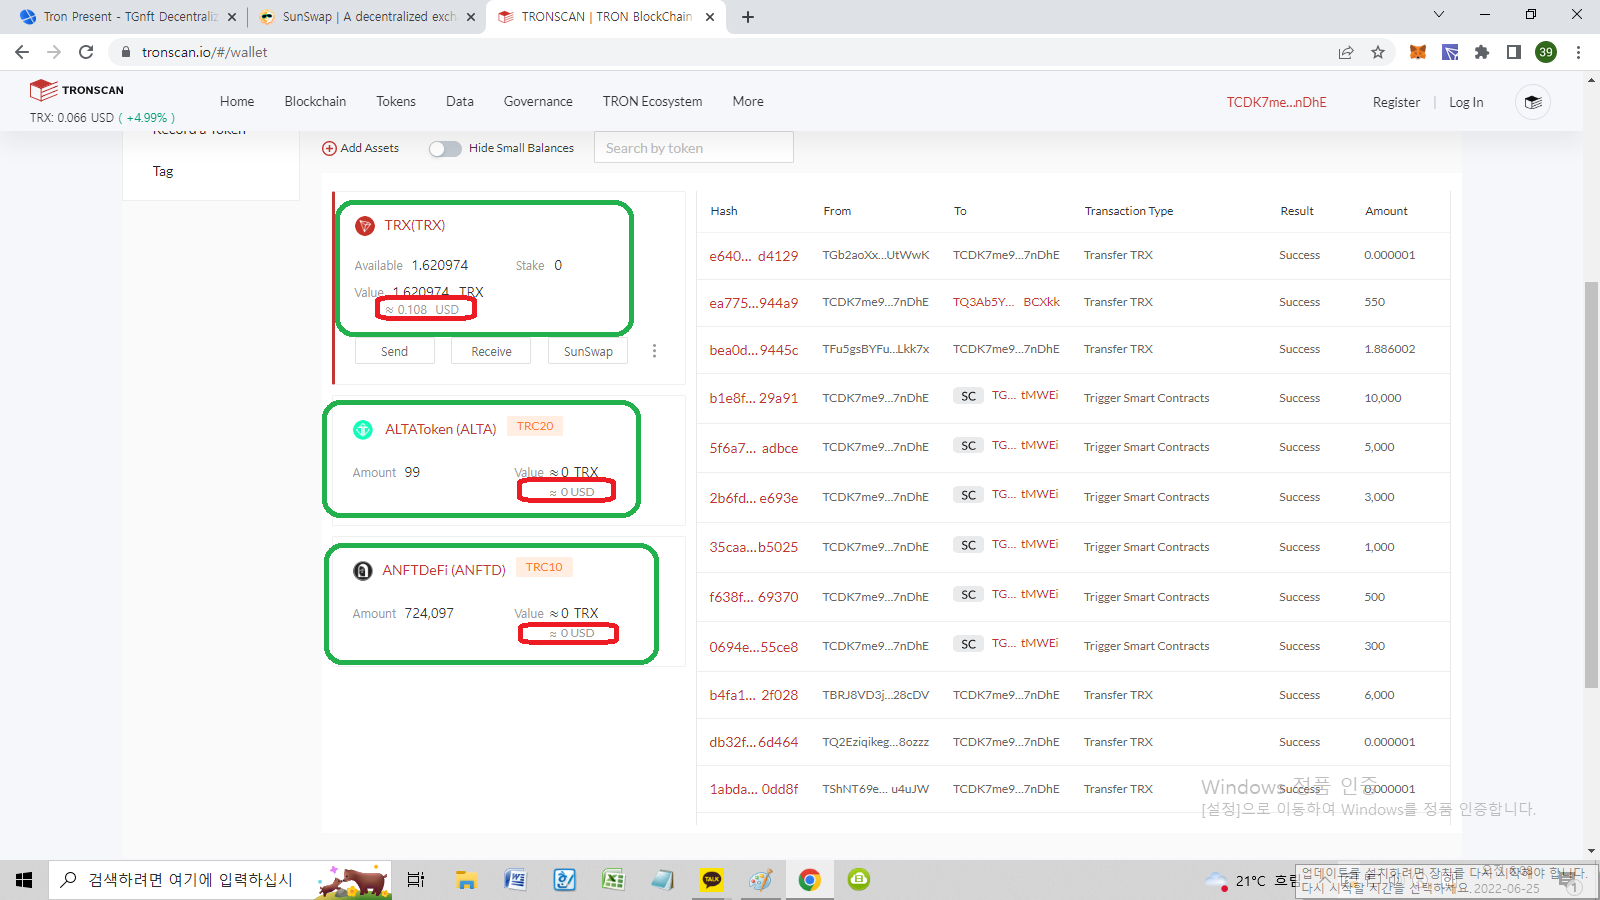 Tron Present - TGnft Decentraliz
SunSwap | A decentralized exch
TRONSCAN | TRON BlockChain
tronscan.io/#/wallet
39
TRONSCAN
TRX: 0.066 USD ( +4.99% )
Home
Blockchain
Tokens
Data
Governance
TRON Ecosystem
More
TCDK7me...nDhE
Register
Log In
Record a Token
Tag
Add Assets
Hide Small Balances
Search by token
TRX(TRX)
Available 1.620974 Stake 0
Value 1.620974 TRX
≈ 0.108 USD
Send
Receive
SunSwap
ALTAToken (ALTA) TRC20
Amount 99 Value ≈ 0 TRX
≈ 0 USD
ANFTDeFi (ANFTD) TRC10
Amount 724,097 Value ≈ 0 TRX
≈ 0 USD
Hash From To Transaction Type Result Amount
e640... d4129 TGb2aoXx...UtWwK TCDK7me9...7nDhE Transfer TRX Success 0.000001
ea775...944a9 TCDK7me9...7nDhE TQ3Ab5Y... BCXkk Transfer TRX Success 550
bea0d...9445c TFu5gsBYFu...Lkk7x TCDK7me9...7nDhE Transfer TRX Success 1.886002
b1e8f... 29a91 TCDK7me9...7nDhE SC TG... tMWEi Trigger Smart Contracts Success 10,000
5f6a7... adbce TCDK7me9...7nDhE SC TG... tMWEi Trigger Smart Contracts Success 5,000
2b6fd... e693e TCDK7me9...7nDhE SC TG... tMWEi Trigger Smart Contracts Success 3,000
35caa...b5025 TCDK7me9...7nDhE SC TG... tMWEi Trigger Smart Contracts Success 1,000
f638f... 69370 TCDK7me9...7nDhE SC TG... tMWEi Trigger Smart Contracts Success 500
0694e...55ce8 TCDK7me9...7nDhE SC TG... tMWEi Trigger Smart Contracts Success 300
b4fa1... 2f028 TBRJ8VD3j...28cDV TCDK7me9...7nDhE Transfer TRX Success 6,000
db32f...6d464 TQ2Eziqikeg...8ozzz TCDK7me9...7nDhE Transfer TRX Success 0.000001
1abda...0dd8f TShNT69e... u4uJW TCDK7me9...7nDhE Transfer TRX Success 0.000001
Windows 정품 인증
[설정]으로 이동하여 Windows를 정품 인증합니다.
검색하려면 여기에 입력하십시
TALK
21°C 흐림
업데이트를 설치하려면 장치를 다시 시작해야 합니다.
다시 시작할 시간을 선택하세요.
2022-06-25
1